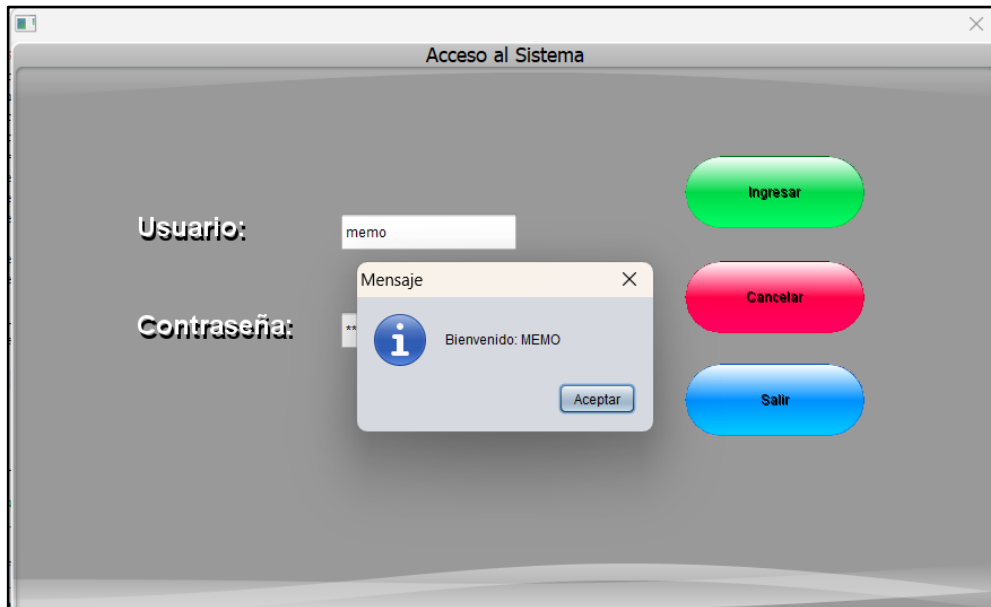 Acceso al Sistema
Ingresar
Usuario:
memo
Mensaje
Cancelar
Contraseña:
**
Bienvenido: MEMO
Aceptar
Salir